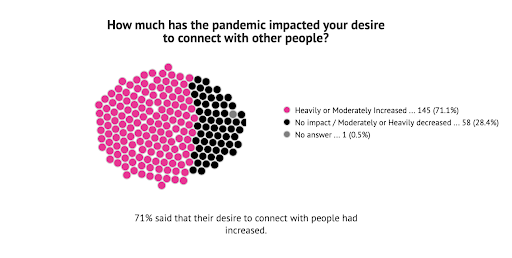 How much has the pandemic impacted your desire
to connect with other people?
Heavily or Moderately Increased ... 145 (71.1%)
No impact / Moderately or Heavily decreased ... 58 (28.4%)
No answer ... 1 (0.5%)
71% said that their desire to connect with people had
increased.